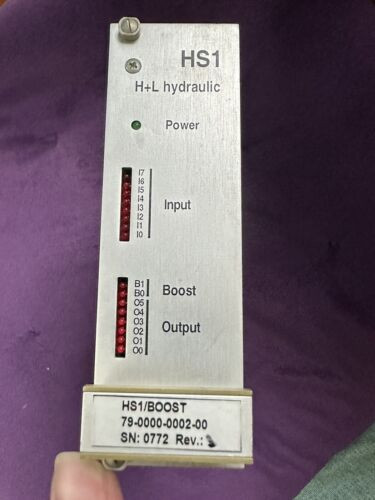 HS1
H+L hydraulic
Power
I7
I6
I5
I4
I3
I2
I1
I0
Input
B1
B0
Boost
O5
O4
O3
O2
O1
O0
Output
HS1/BOOST
79-0000-0002-00
SN: 0772 Rev.: